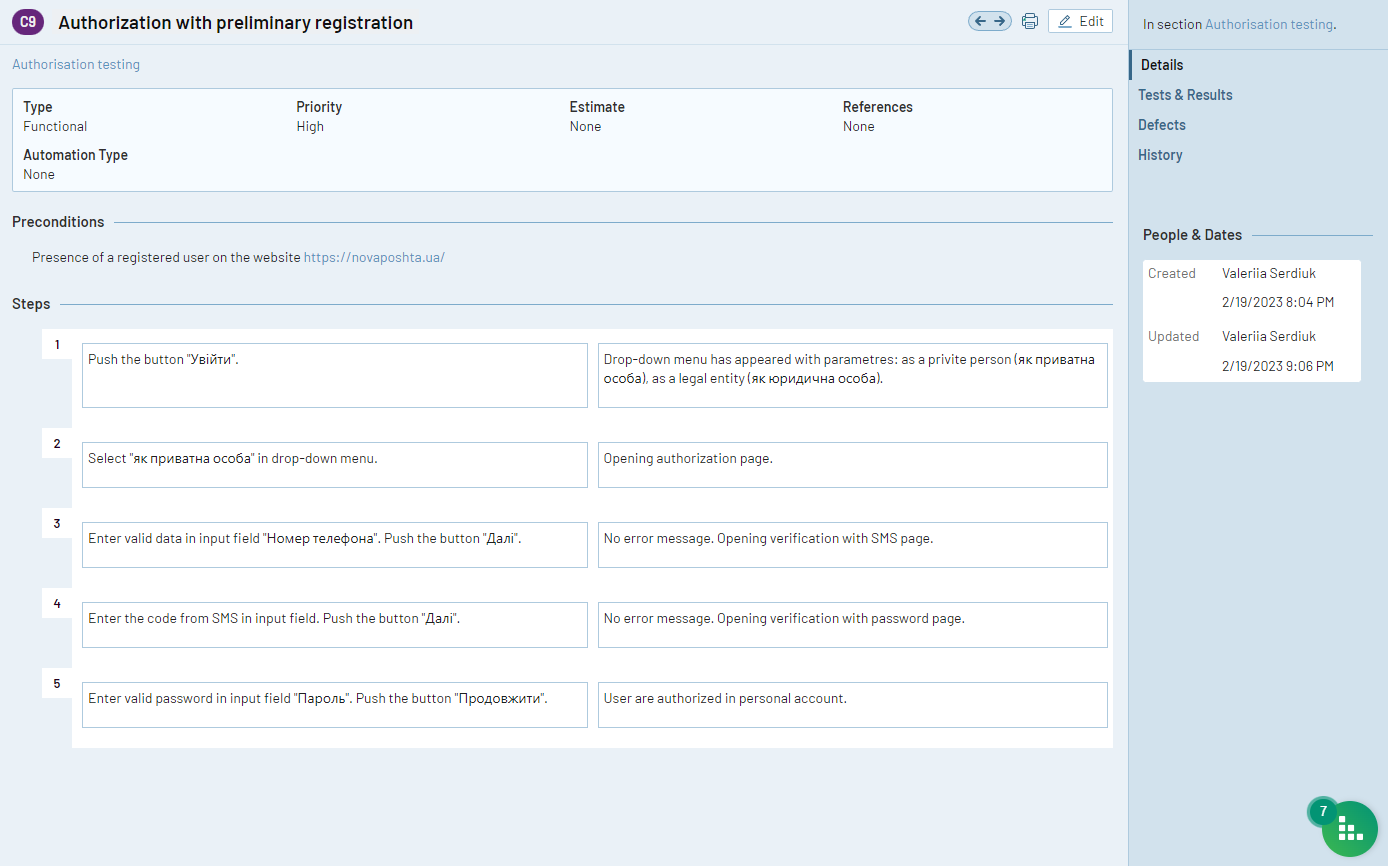 C9 Authorization with preliminary registration
Edit
Authorisation testing
Type Priority Estimate References
Functional High None None
Automation Type
None
Preconditions
Presence of a registered user on the website https://novaposhta.ua/
Steps
1
Push the button "Увійти".
Drop-down menu has appeared with parametres: as a privite person (як приватна
особа), as a legal entity (як юридична особа).
2
Select "як приватна особа" in drop-down menu.
Opening authorization page.
3
Enter valid data in input field "Номер телефона". Push the button "Далі".
No error message. Opening verification with SMS page.
4
Enter the code from SMS in input field. Push the button "Далі".
No error message. Opening verification with password page.
5
Enter valid password in input field "Пароль". Push the button "Продовжити".
User are authorized in personal account.
In section Authorisation testing.
Details
Tests & Results
Defects
History
People & Dates
Created Valeriia Serdiuk
2/19/2023 8:04 PM
Updated Valeriia Serdiuk
2/19/2023 9:06 PM
7